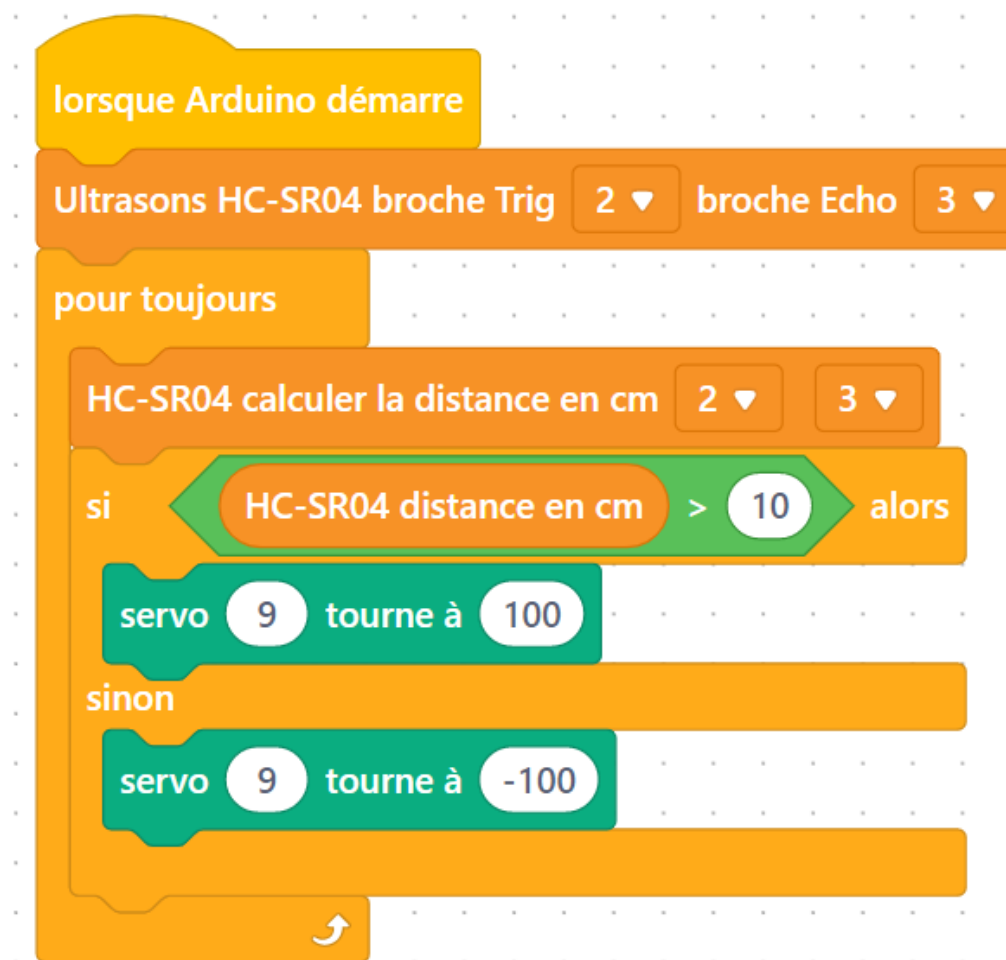 lorsque Arduino démarre
Ultrasons HC-SR04 broche Trig 2 broche Echo 3
pour toujours
HC-SR04 calculer la distance en cm 2 3
si HC-SR04 distance en cm > 10 alors
servo 9 tourne à 100
sinon
servo 9 tourne à -100